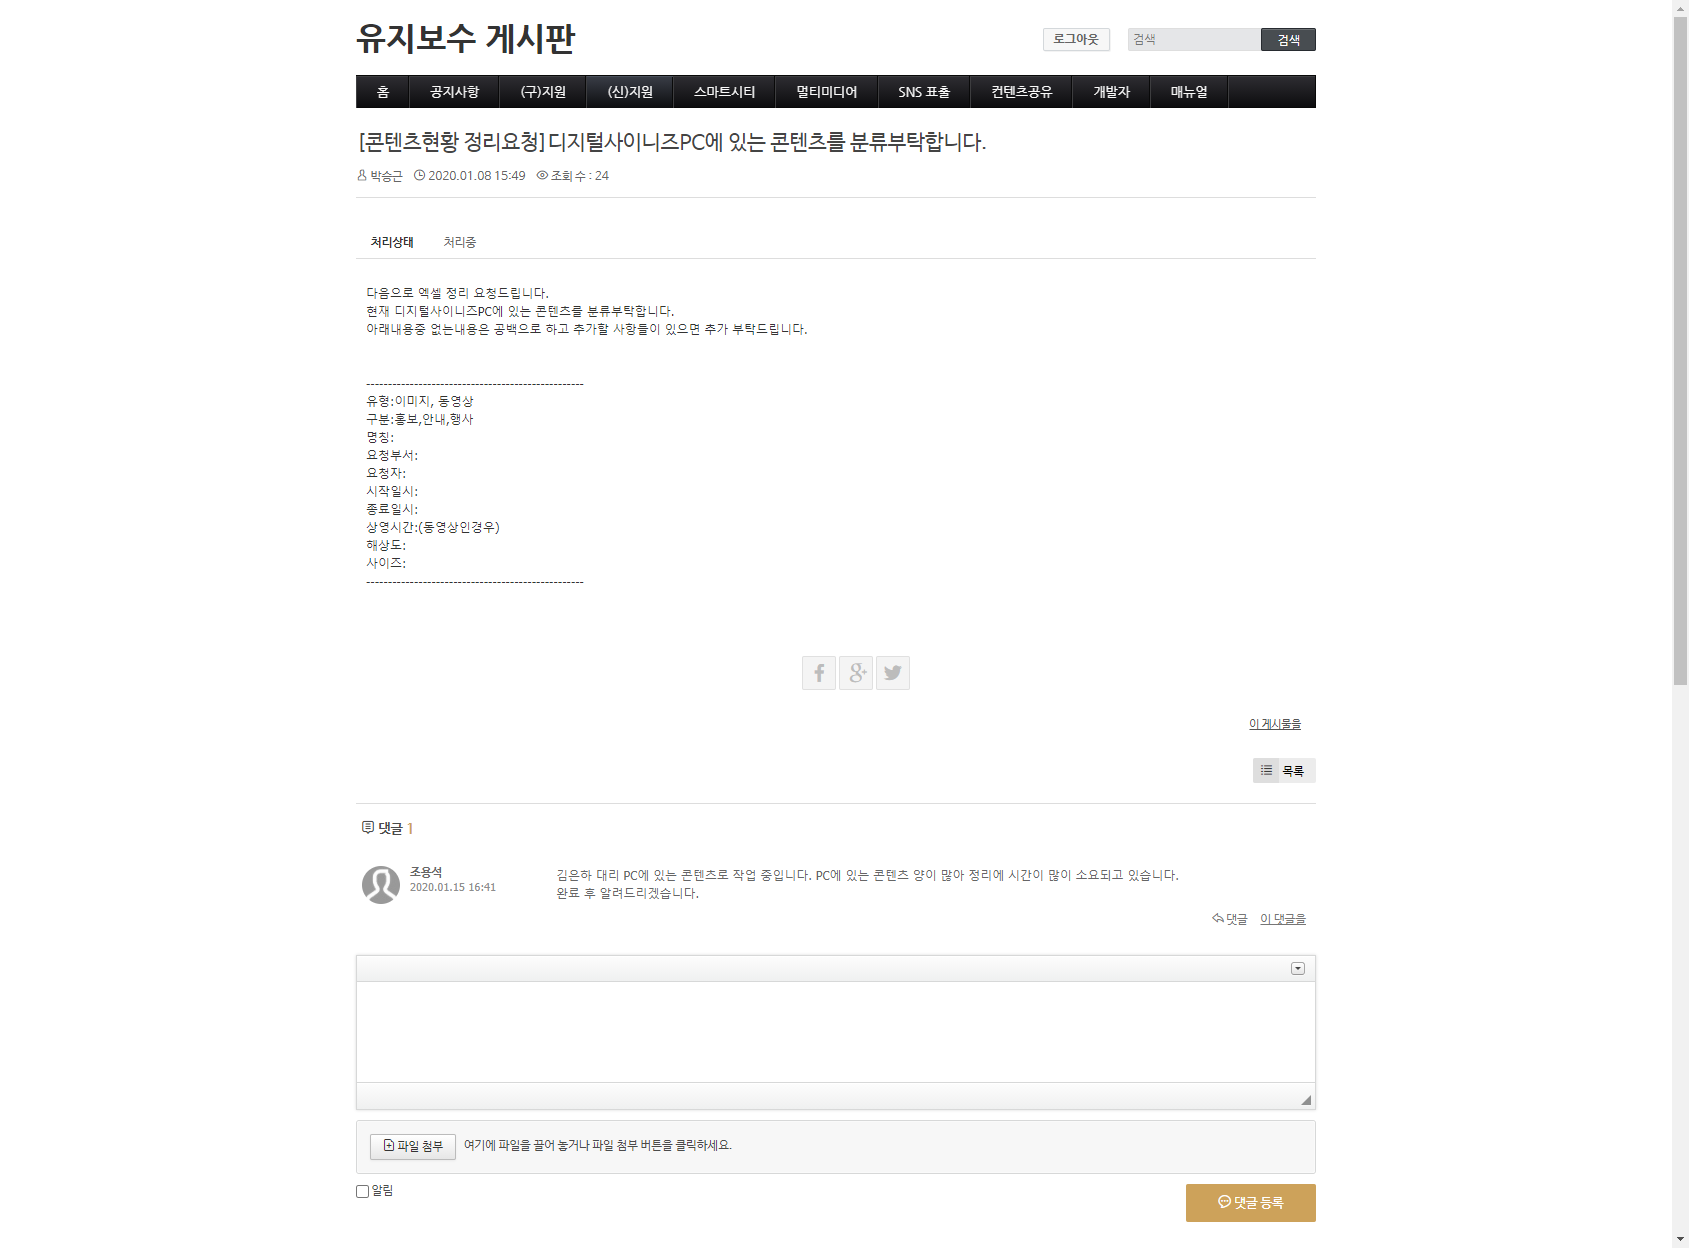 유지보수 게시판
로그아웃 검색 검색
홈 공지사항 (구)지원 (신)지원 스마트시티 멀티미디어 SNS 표출 컨텐츠공유 개발자 매뉴얼
[콘텐츠현황 정리요청]디지털사이니즈PC에 있는 콘텐츠를 분류부탁합니다.
박승근 2020.01.08 15:49 조회 수 : 24
처리상태 처리중
다음으로 엑셀 정리 요청드립니다.
현재 디지털사이니즈PC에 있는 콘텐츠를 분류부탁합니다.
아래내용중 없는내용은 공백으로 하고 추가할 사항들이 있으면 추가 부탁드립니다.
--------------------------------------------------
유형:이미지, 동영상
구분:홍보,안내,행사
명칭:
요청부서:
요청자:
시작일시:
종료일시:
상영시간:(동영상인경우)
해상도:
사이즈:
--------------------------------------------------
이 게시물을
목록
댓글 1
조용석
2020.01.15 16:41
김은하 대리 PC에 있는 콘텐츠로 작업 중입니다. PC에 있는 콘텐츠 양이 많아 정리에 시간이 많이 소요되고 있습니다.
완료 후 알려드리겠습니다.
댓글 이 댓글을
파일 첨부 여기에 파일을 끌어 놓거나 파일 첨부 버튼을 클릭하세요.
알림
댓글 등록